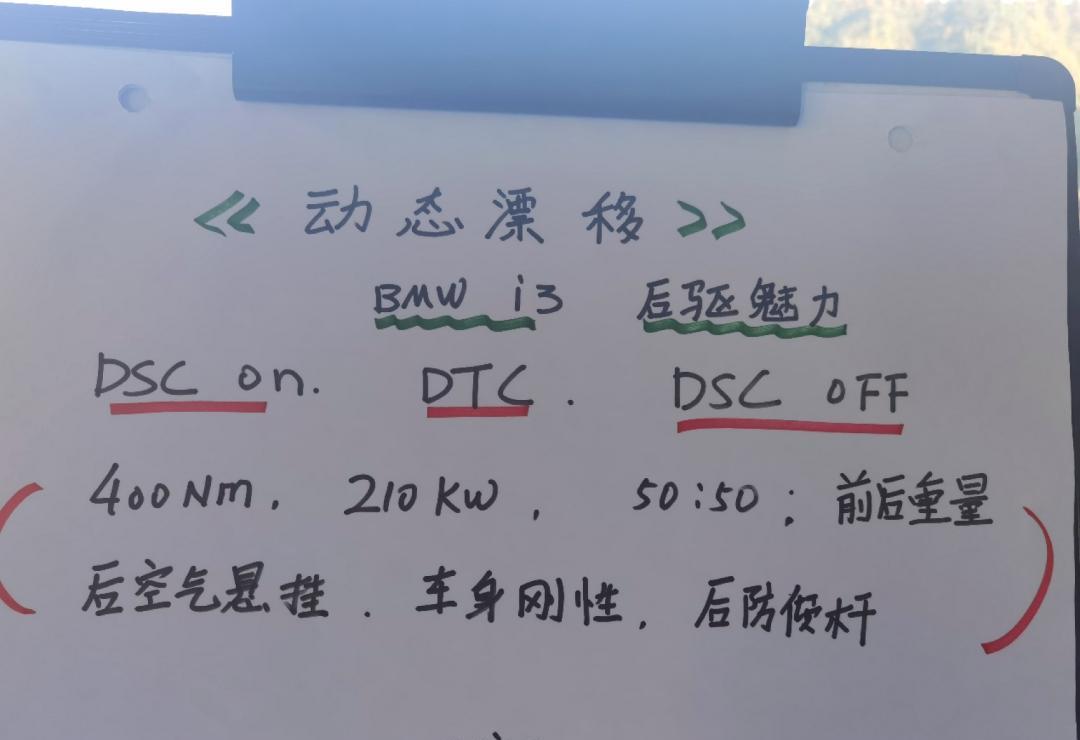 《 动态漂移 》
BMW i3 后驱魅力
DSC on. DTC. DSC OFF
400Nm, 210KW, 50:50; 前后重量
后空气悬挂. 车身刚性, 后防倾杆